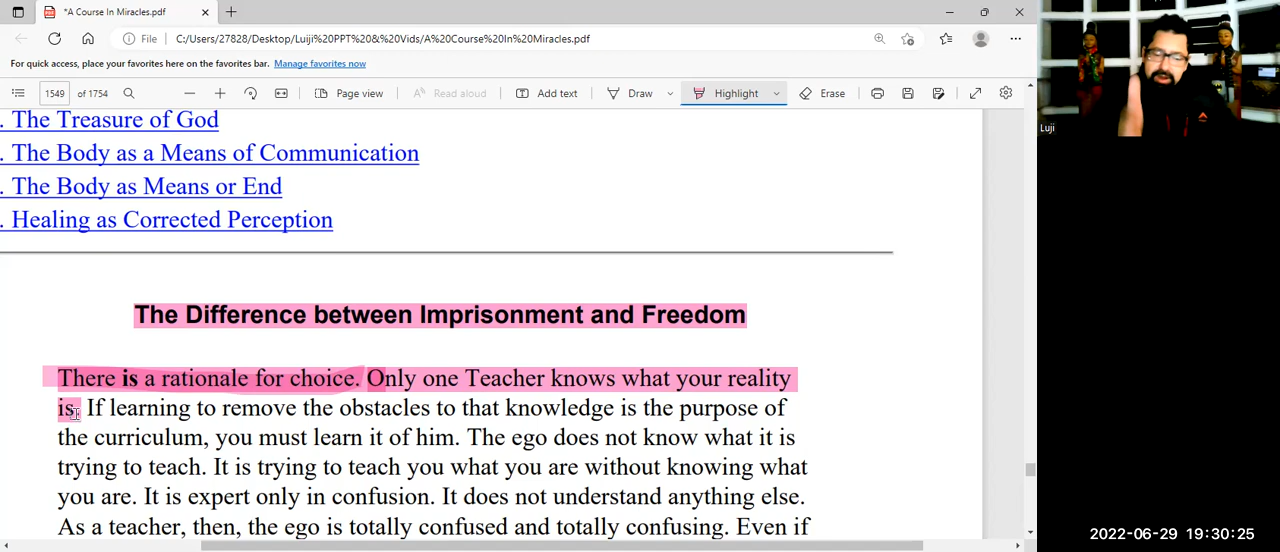 *A Course In Miracles.pdf
File C:/Users/27828/Desktop/Luiji%20PPT%20&%20Vids/A%20Course%20In%20Miracles.pdf
For quick access, place your favorites here on the favorites bar. Manage favorites now
1549 of 1754 Page view Read aloud Add text Draw Highlight Erase
. The Treasure of God
. The Body as a Means of Communication
. The Body as Means or End
. Healing as Corrected Perception
The Difference between Imprisonment and Freedom
There is a rationale for choice. Only one Teacher knows what your reality
is. If learning to remove the obstacles to that knowledge is the purpose of
the curriculum, you must learn it of him. The ego does not know what it is
trying to teach. It is trying to teach you what you are without knowing what
you are. It is expert only in confusion. It does not understand anything else.
As a teacher, then, the ego is totally confused and totally confusing. Even if
Luji
2022-06-29 19:30:25